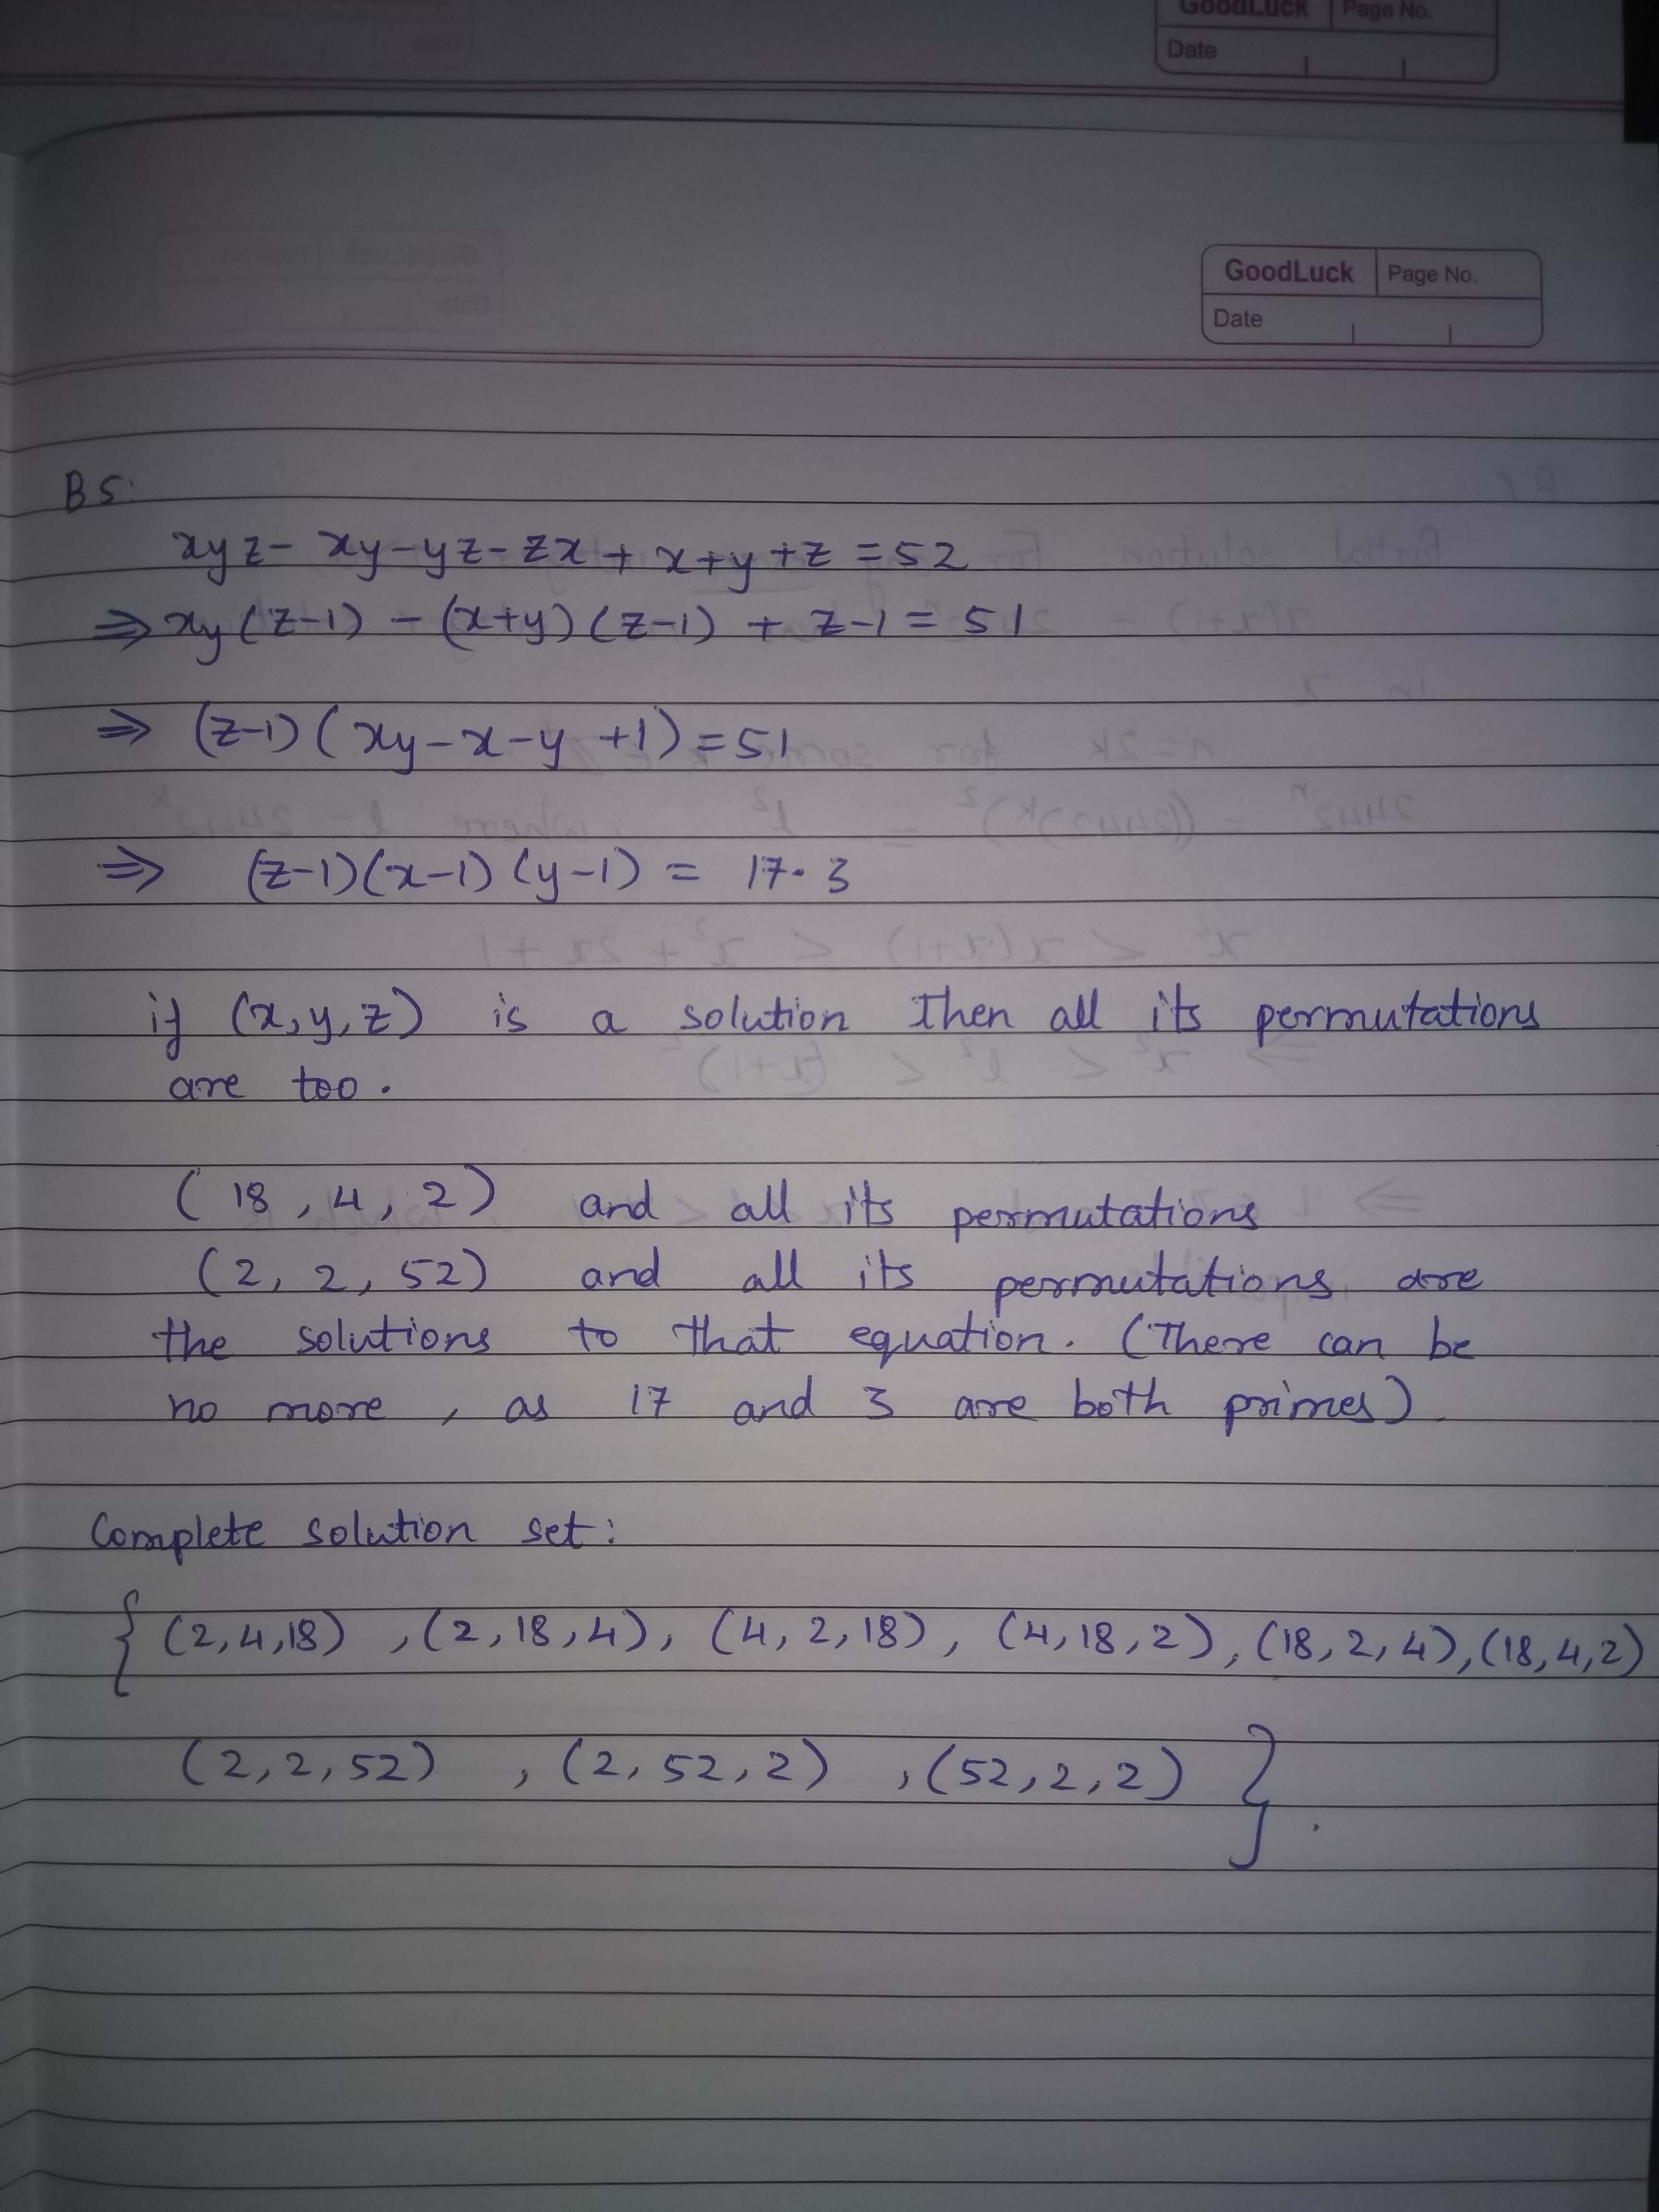 GoodLuck Page No.
Date
GoodLuck Page No.
Date
B5:
xyz - xy - yz - zx + x + y + z = 52
⇒ xy(z-1) - (x+y)(z-1) + z-1 = 51
⇒ (z-1)(xy-x-y+1) = 51
⇒ (z-1)(x-1)(y-1) = 17·3
if (x,y,z) is a solution then all its permutations
are too.
(18, 4, 2) and all its permutations
(2, 2, 52) and all its permutations are
the solutions to that equation. (There can be
no more, as 17 and 3 are both primes).
Complete solution set:
{ (2,4,18), (2,18,4), (4,2,18), (4,18,2), (18,2,4), (18,4,2)
(2,2,52), (2,52,2), (52,2,2) }.